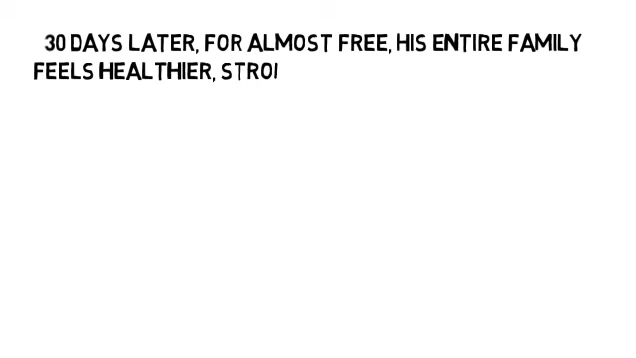 30 DAYS LATER, FOR ALMOST FREE, HIS ENTIRE FAMILY
FEELS HEALTHIER,